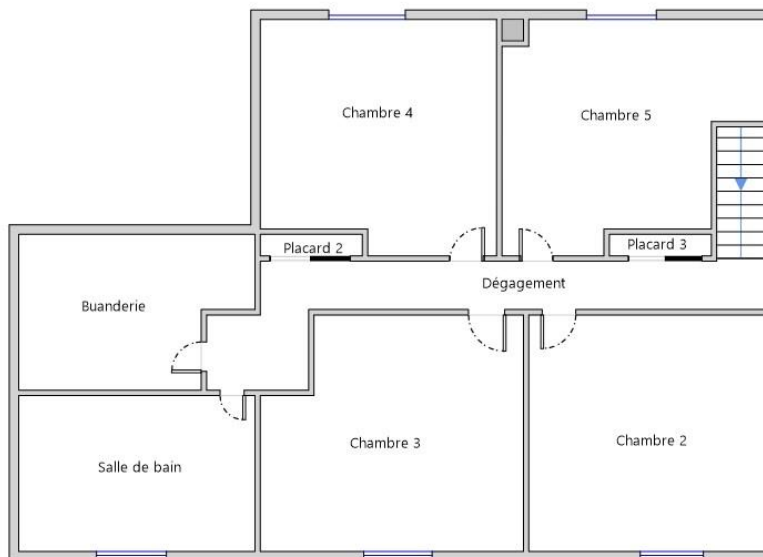 Chambre 4
Chambre 5
Placard 2
Placard 3
Dégagement
Buanderie
Chambre 3
Chambre 2
Salle de bain